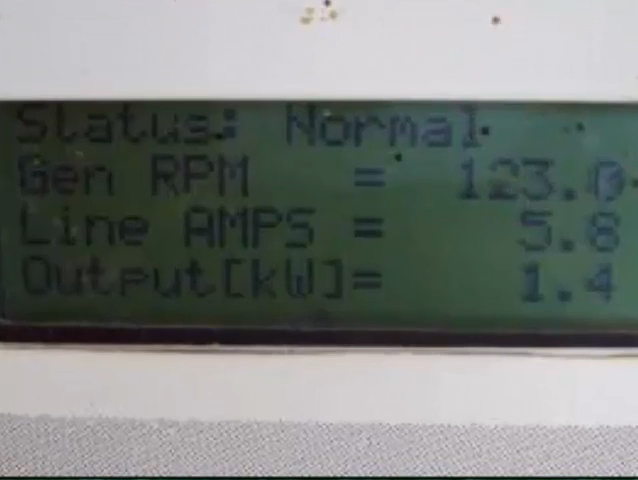 Status: Normal
Gen RPM = 123.0
Line AMPS = 5.8
Output[kW]= 1.4